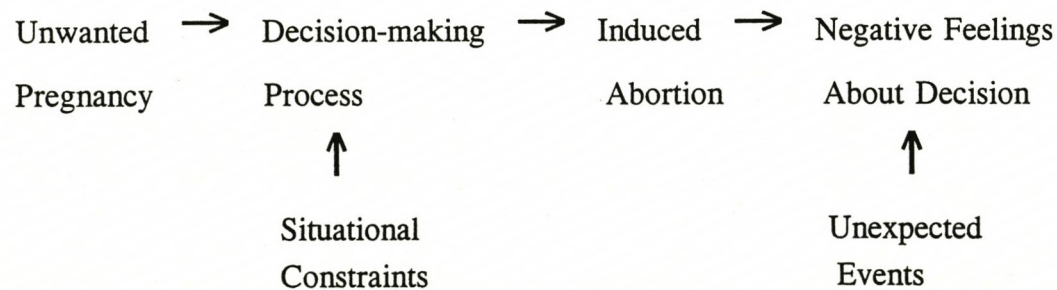 Unwanted → Decision-making → Induced → Negative Feelings
Pregnancy Process Abortion About Decision
↑ ↑
Situational Unexpected
Constraints Events